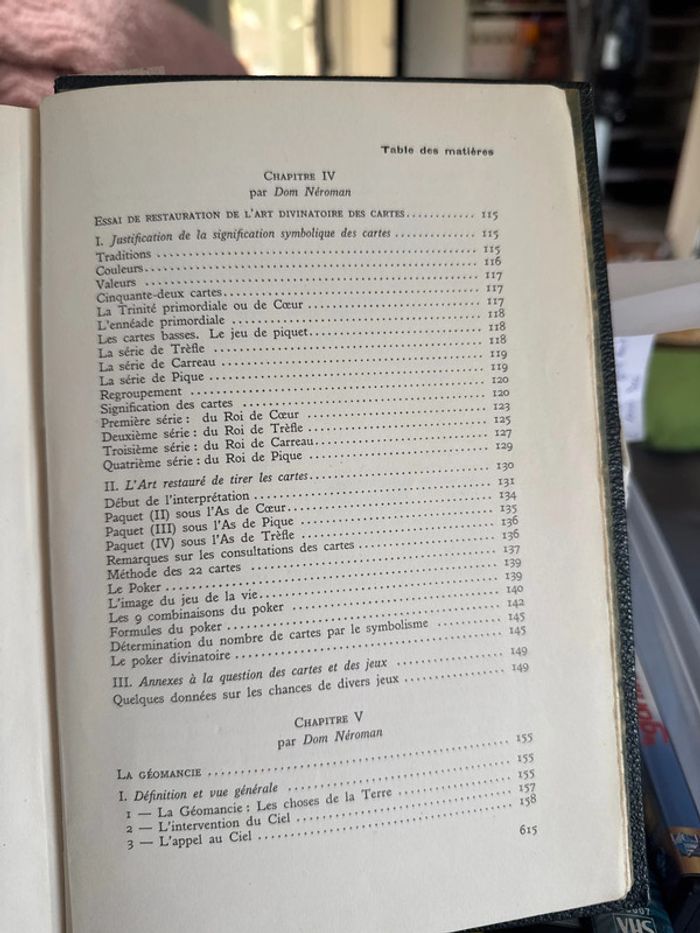 Table des matières
CHAPITRE IV
par Dom Néroman
ESSAI DE RESTAURATION DE L'ART DIVINATOIRE DES CARTES............ 115
I. Justification de la signification symbolique des cartes ............ 115
Traditions ............ 115
Couleurs............ 116
Valeurs ............ 117
Cinquante-deux cartes............ 117
La Trinité primordiale ou de Cœur ............ 117
L'ennéade primordiale ............ 118
Les cartes basses. Le jeu de piquet............ 118
La série de Trèfle ............ 118
La série de Carreau ............ 119
La série de Pique ............ 119
Regroupement ............ 120
Signification des cartes ............ 120
Première série : du Roi de Cœur ............ 123
Deuxième série : du Roi de Trèfle ............ 125
Troisième série : du Roi de Carreau............ 127
Quatrième série : du Roi de Pique ............ 129
II. L'Art restauré de tirer les cartes............ 130
Début de l'interprétation ............ 131
Paquet (II) sous l'As de Cœur............ 134
Paquet (III) sous l'As de Pique ............ 135
Paquet (IV) sous l'As de Trèfle ............ 136
Remarques sur les consultations des cartes ............ 136
Méthode des 22 cartes ............ 137
Le Poker ............ 139
L'image du jeu de la vie............ 139
Les 9 combinaisons du poker ............ 140
Formules du poker ............ 142
Détermination du nombre de cartes par le symbolisme ............ 145
Le poker divinatoire ............ 145
III. Annexes à la question des cartes et des jeux ............ 149
Quelques données sur les chances de divers jeux ............ 149
CHAPITRE V
par Dom Néroman
LA GÉOMANCIE ............ 155
I. Définition et vue générale ............ 155
1 — La Géomancie : Les choses de la Terre ............ 155
2 — L'intervention du Ciel ............ 157
3 — L'appel au Ciel ............ 158
615
VHS